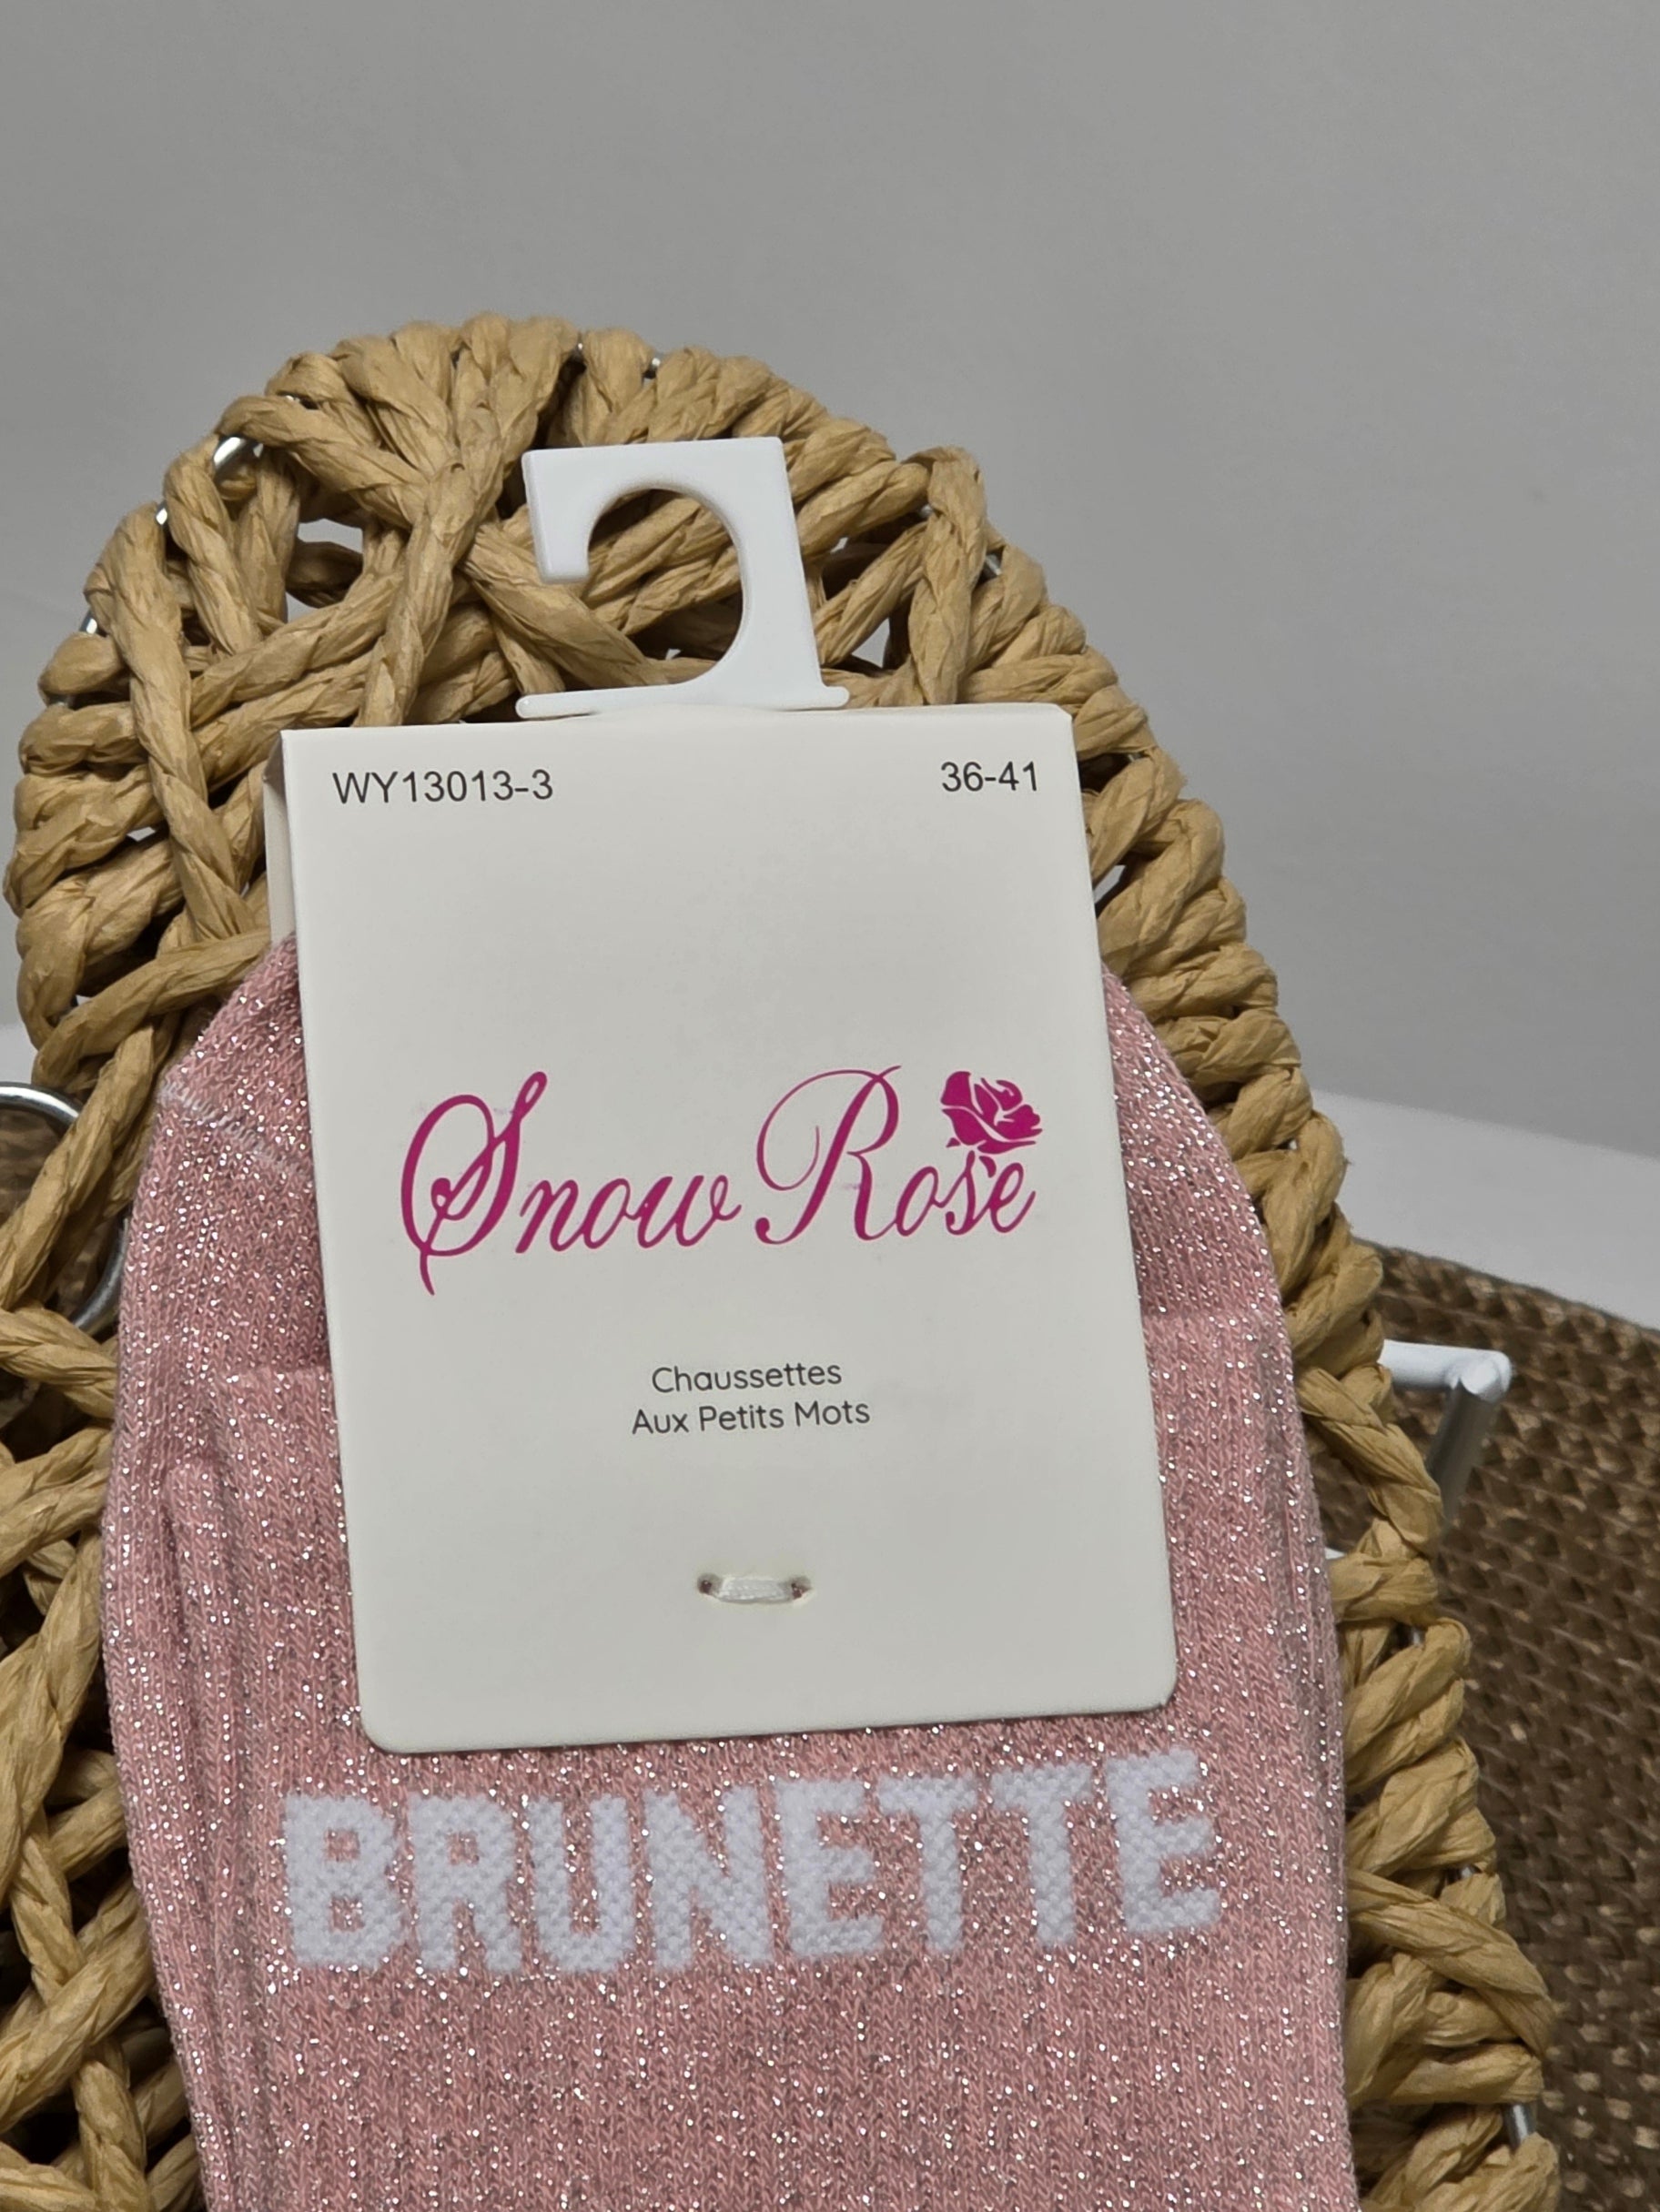 WY13013-3 36-41
Snow Rose
Chaussettes
Aux Petits Mots
BRUNETTE